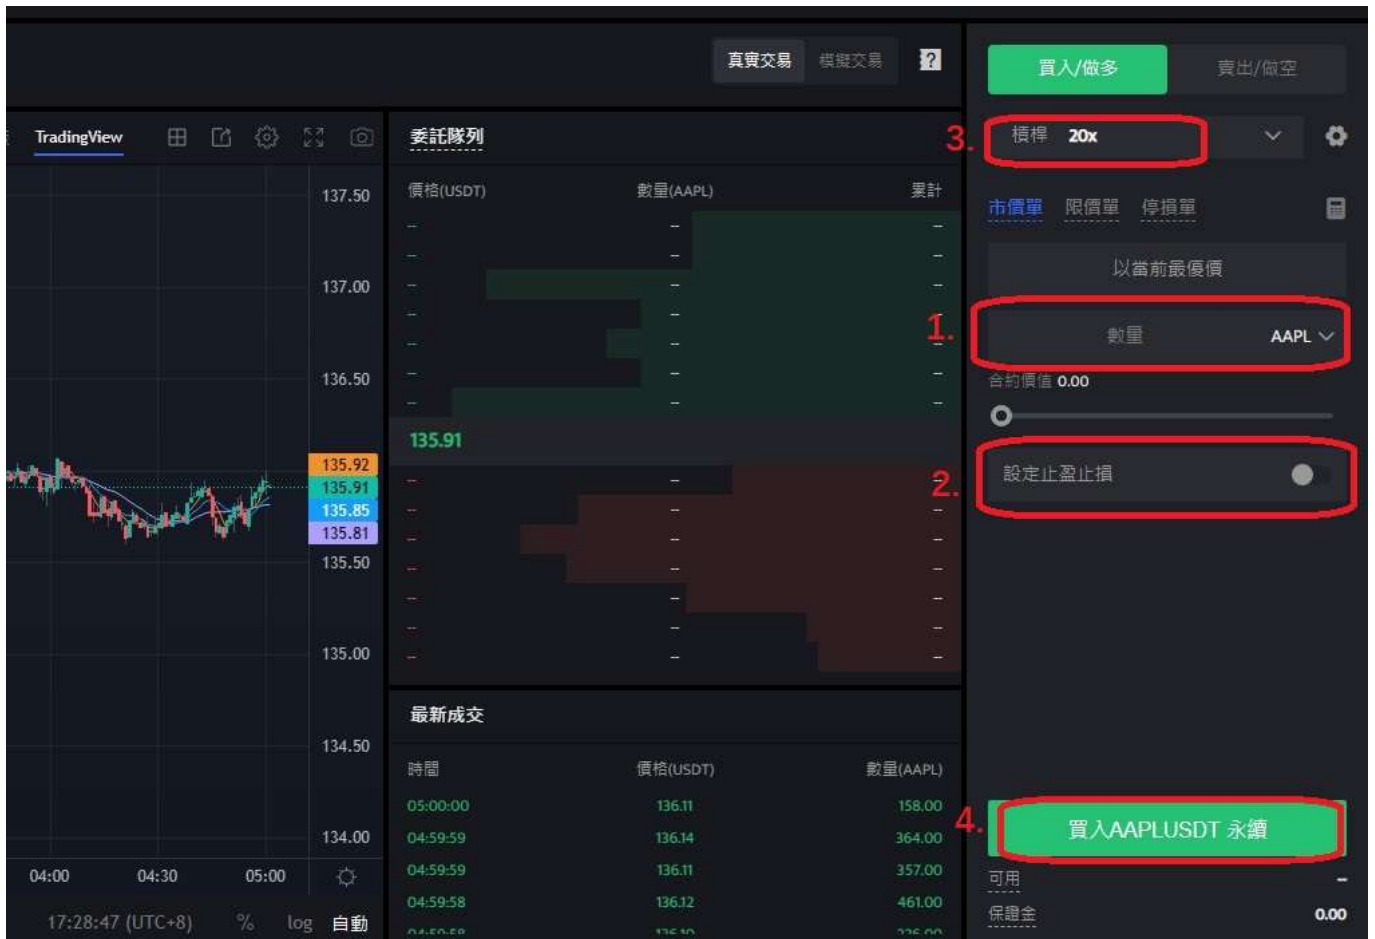 真實交易 模擬交易 ?
買入/做多 賣出/做空
TradingView
委託隊列
3. 槓桿 20x
價格(USDT) 數量(AAPL) 累計
市價單 限價單 停損單
以當前最優價
1. 數量 AAPL
合約價值 0.00
2. 設定止盈止損
137.50
137.00
136.50
135.92
135.91
135.85
135.81
135.50
135.00
134.50
134.00
-- -- --
-- -- --
-- -- --
-- -- --
-- -- --
-- -- --
-- -- --
135.91
-- -- --
-- -- --
-- -- --
-- -- --
-- -- --
-- -- --
-- -- --
最新成交
時間 價格(USDT) 數量(AAPL)
05:00:00 136.11 158.00
04:59:59 136.14 364.00
04:59:59 136.11 357.00
04:59:58 136.12 461.00
04:59:58 136.10 226.00
4. 買入AAPLUSDT 永續
可用 --
保證金 0.00
04:00 04:30 05:00
17:28:47 (UTC+8) % log 自動